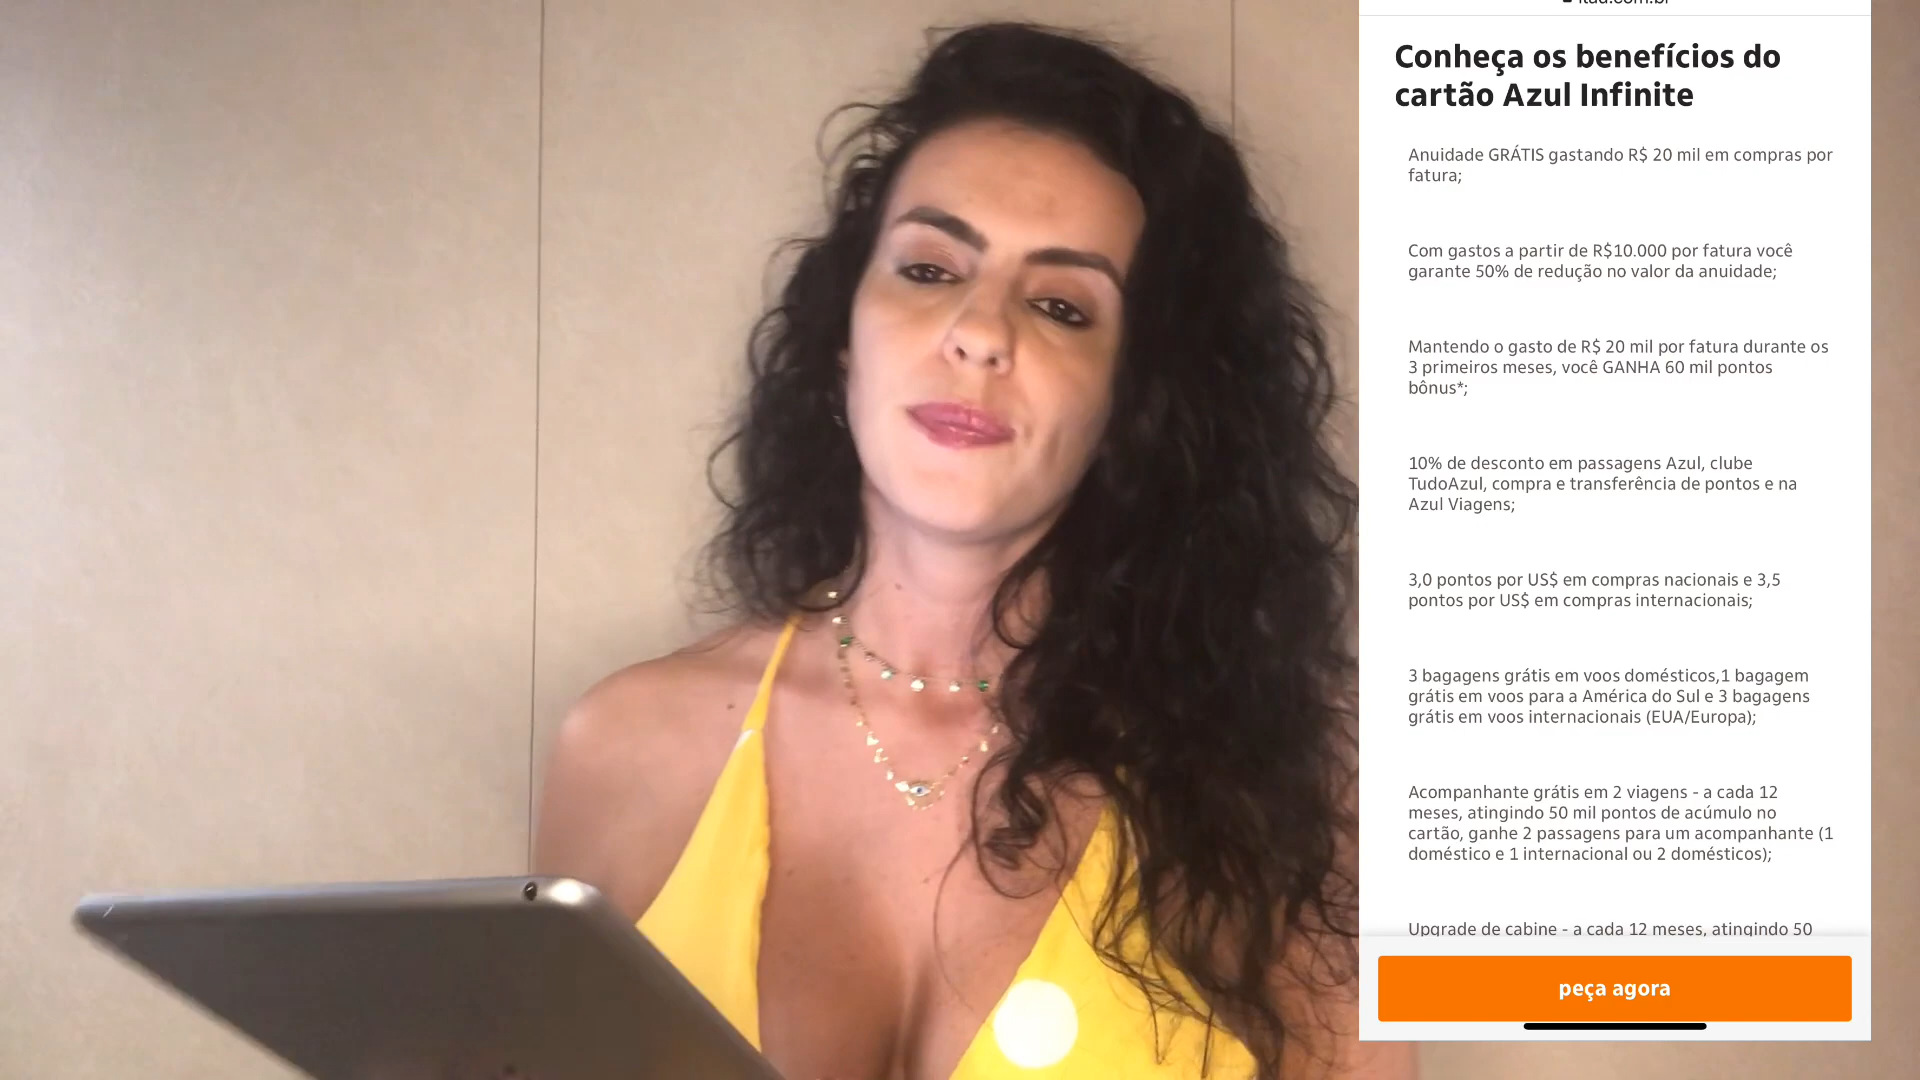 itau.com.br
Conheça os benefícios do
cartão Azul Infinite
Anuidade GRÁTIS gastando R$ 20 mil em compras por
fatura;
Com gastos a partir de R$10.000 por fatura você
garante 50% de redução no valor da anuidade;
Mantendo o gasto de R$ 20 mil por fatura durante os
3 primeiros meses, você GANHA 60 mil pontos
bônus*;
10% de desconto em passagens Azul, clube
TudoAzul, compra e transferência de pontos e na
Azul Viagens;
3,0 pontos por US$ em compras nacionais e 3,5
pontos por US$ em compras internacionais;
3 bagagens grátis em voos domésticos,1 bagagem
grátis em voos para a América do Sul e 3 bagagens
grátis em voos internacionais (EUA/Europa);
Acompanhante grátis em 2 viagens - a cada 12
meses, atingindo 50 mil pontos de acúmulo no
cartão, ganhe 2 passagens para um acompanhante (1
doméstico e 1 internacional ou 2 domésticos);
Upgrade de cabine - a cada 12 meses, atingindo 50
peça agora